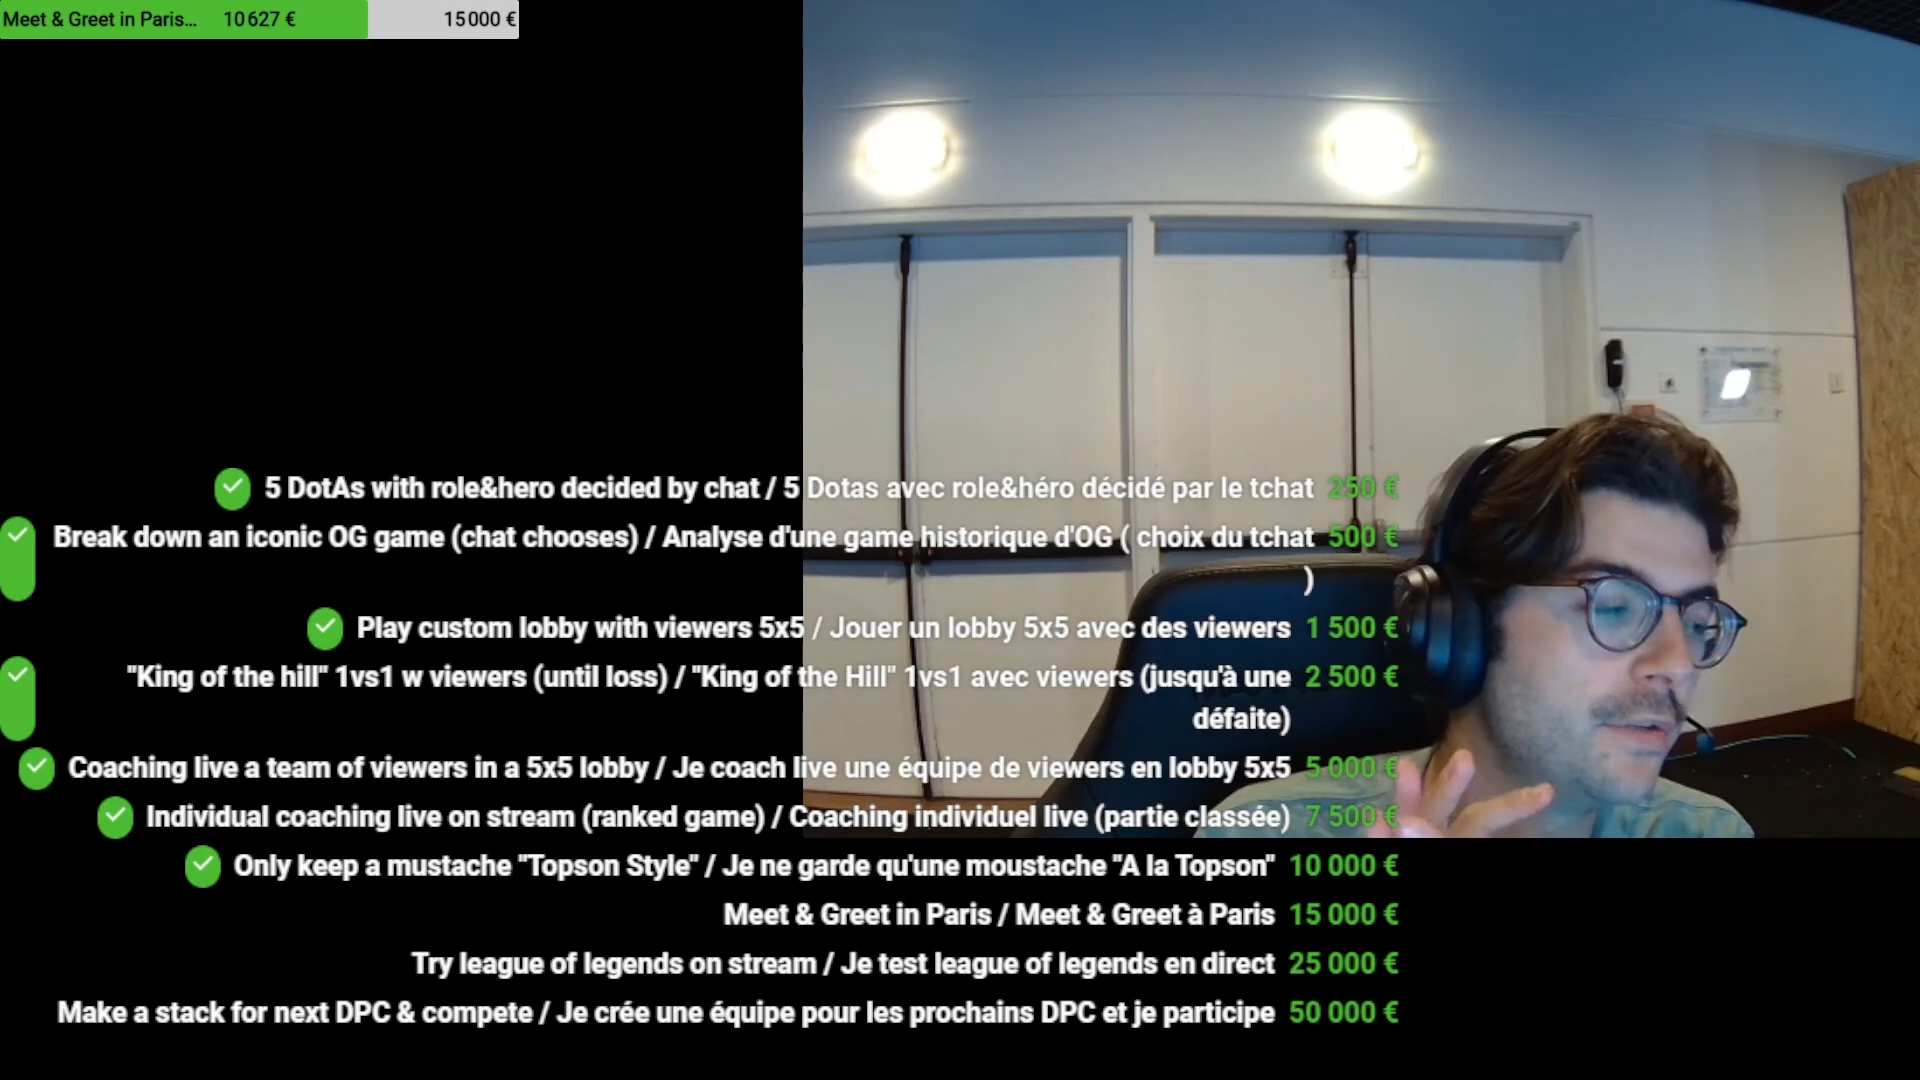 Meet & Greet in Paris... 10 627 € 15 000 €
5 DotAs with role&hero decided by chat / 5 Dotas avec role&héro décidé par le tchat 250 €
Break down an iconic OG game (chat chooses) / Analyse d'une game historique d'OG ( choix du tchat 500 €
)
Play custom lobby with viewers 5x5 / Jouer un lobby 5x5 avec des viewers 1 500 €
"King of the hill" 1vs1 w viewers (until loss) / "King of the Hill" 1vs1 avec viewers (jusqu'à une 2 500 €
défaite)
Coaching live a team of viewers in a 5x5 lobby / Je coach live une équipe de viewers en lobby 5x5 5 000 €
Individual coaching live on stream (ranked game) / Coaching individuel live (partie classée) 7 500 €
Only keep a mustache "Topson Style" / Je ne garde qu'une moustache "A la Topson" 10 000 €
Meet & Greet in Paris / Meet & Greet à Paris 15 000 €
Try league of legends on stream / Je test league of legends en direct 25 000 €
Make a stack for next DPC & compete / Je crée une équipe pour les prochains DPC et je participe 50 000 €